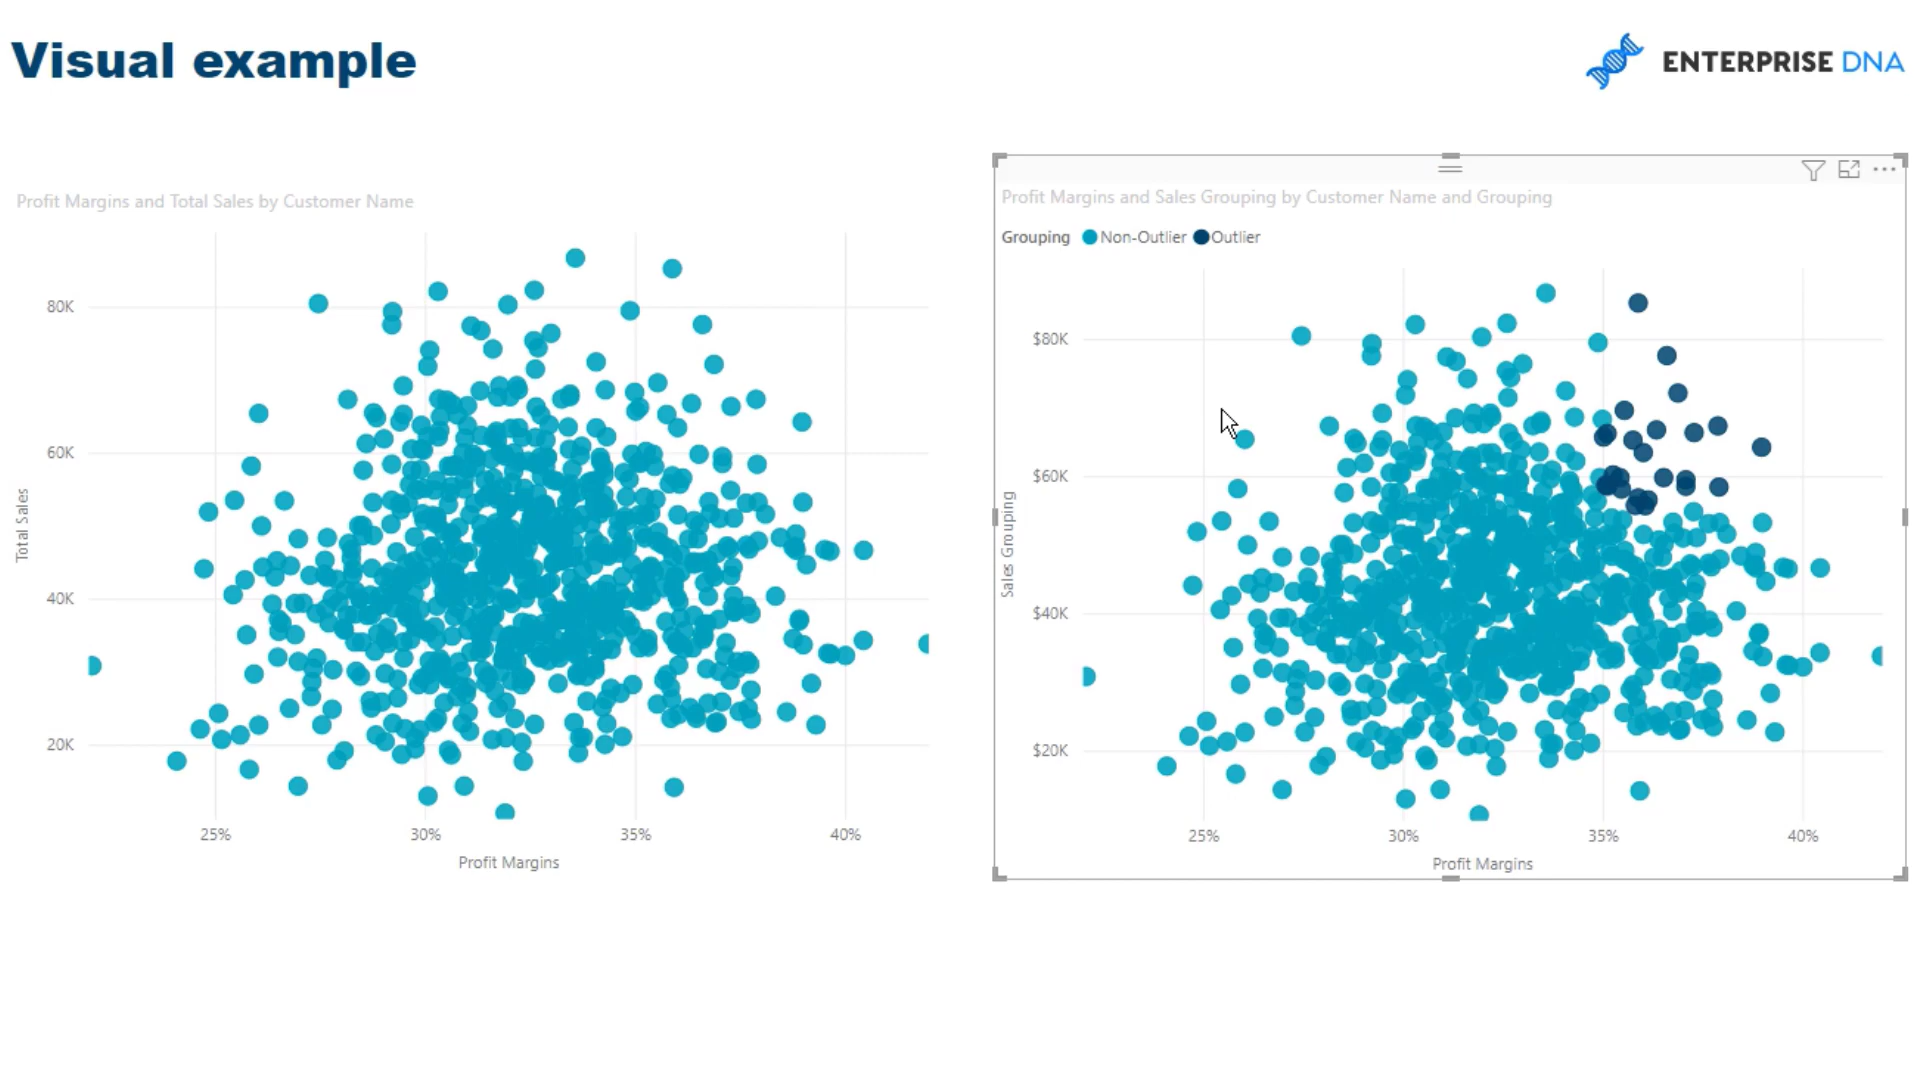 Visual example
ENTERPRISE DNA
Profit Margins and Total Sales by Customer Name
80K
60K
40K
20K
Total Sales
25% 30% 35% 40%
Profit Margins
Profit Margins and Sales Grouping by Customer Name and Grouping
Grouping Non-Outlier Outlier
$80K
$60K
$40K
$20K
Sales Grouping
25% 30% 35% 40%
Profit Margins